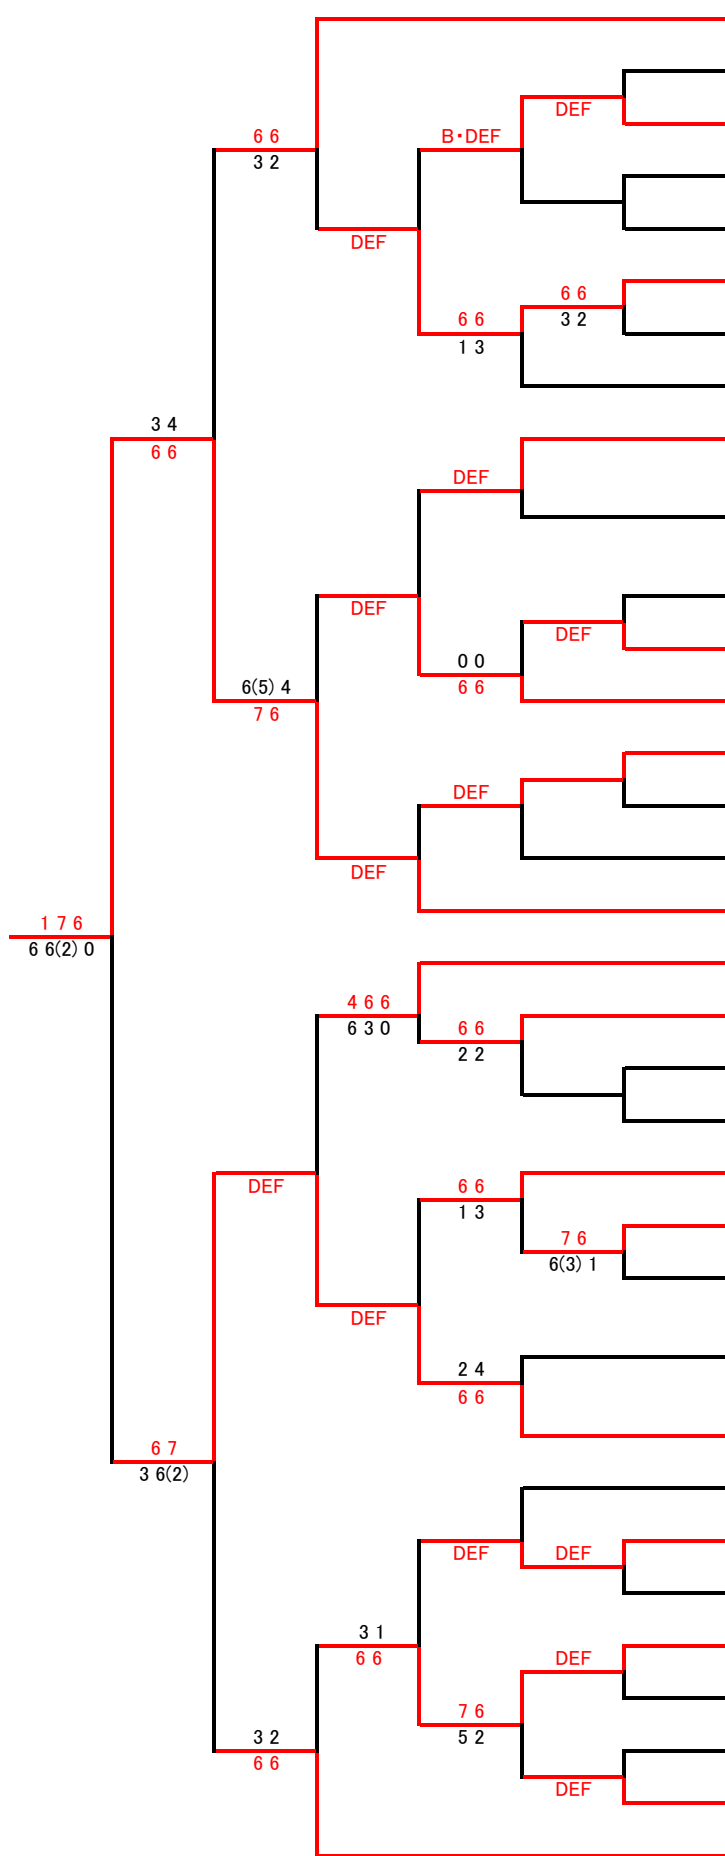 DEF
6 6
B・DEF
3 2
DEF
6 6
6 6
3 2
1 3
3 4
6 6
DEF
DEF
DEF
0 0
6(5) 4
6 6
7 6
DEF
DEF
1 7 6
6 6(2) 0
4 6 6
6 3 0
6 6
2 2
DEF
6 6
1 3
7 6
6(3) 1
DEF
2 4
6 6
6 7
3 6(2)
DEF
DEF
3 1
6 6
DEF
7 6
5 2
3 2
6 6
DEF